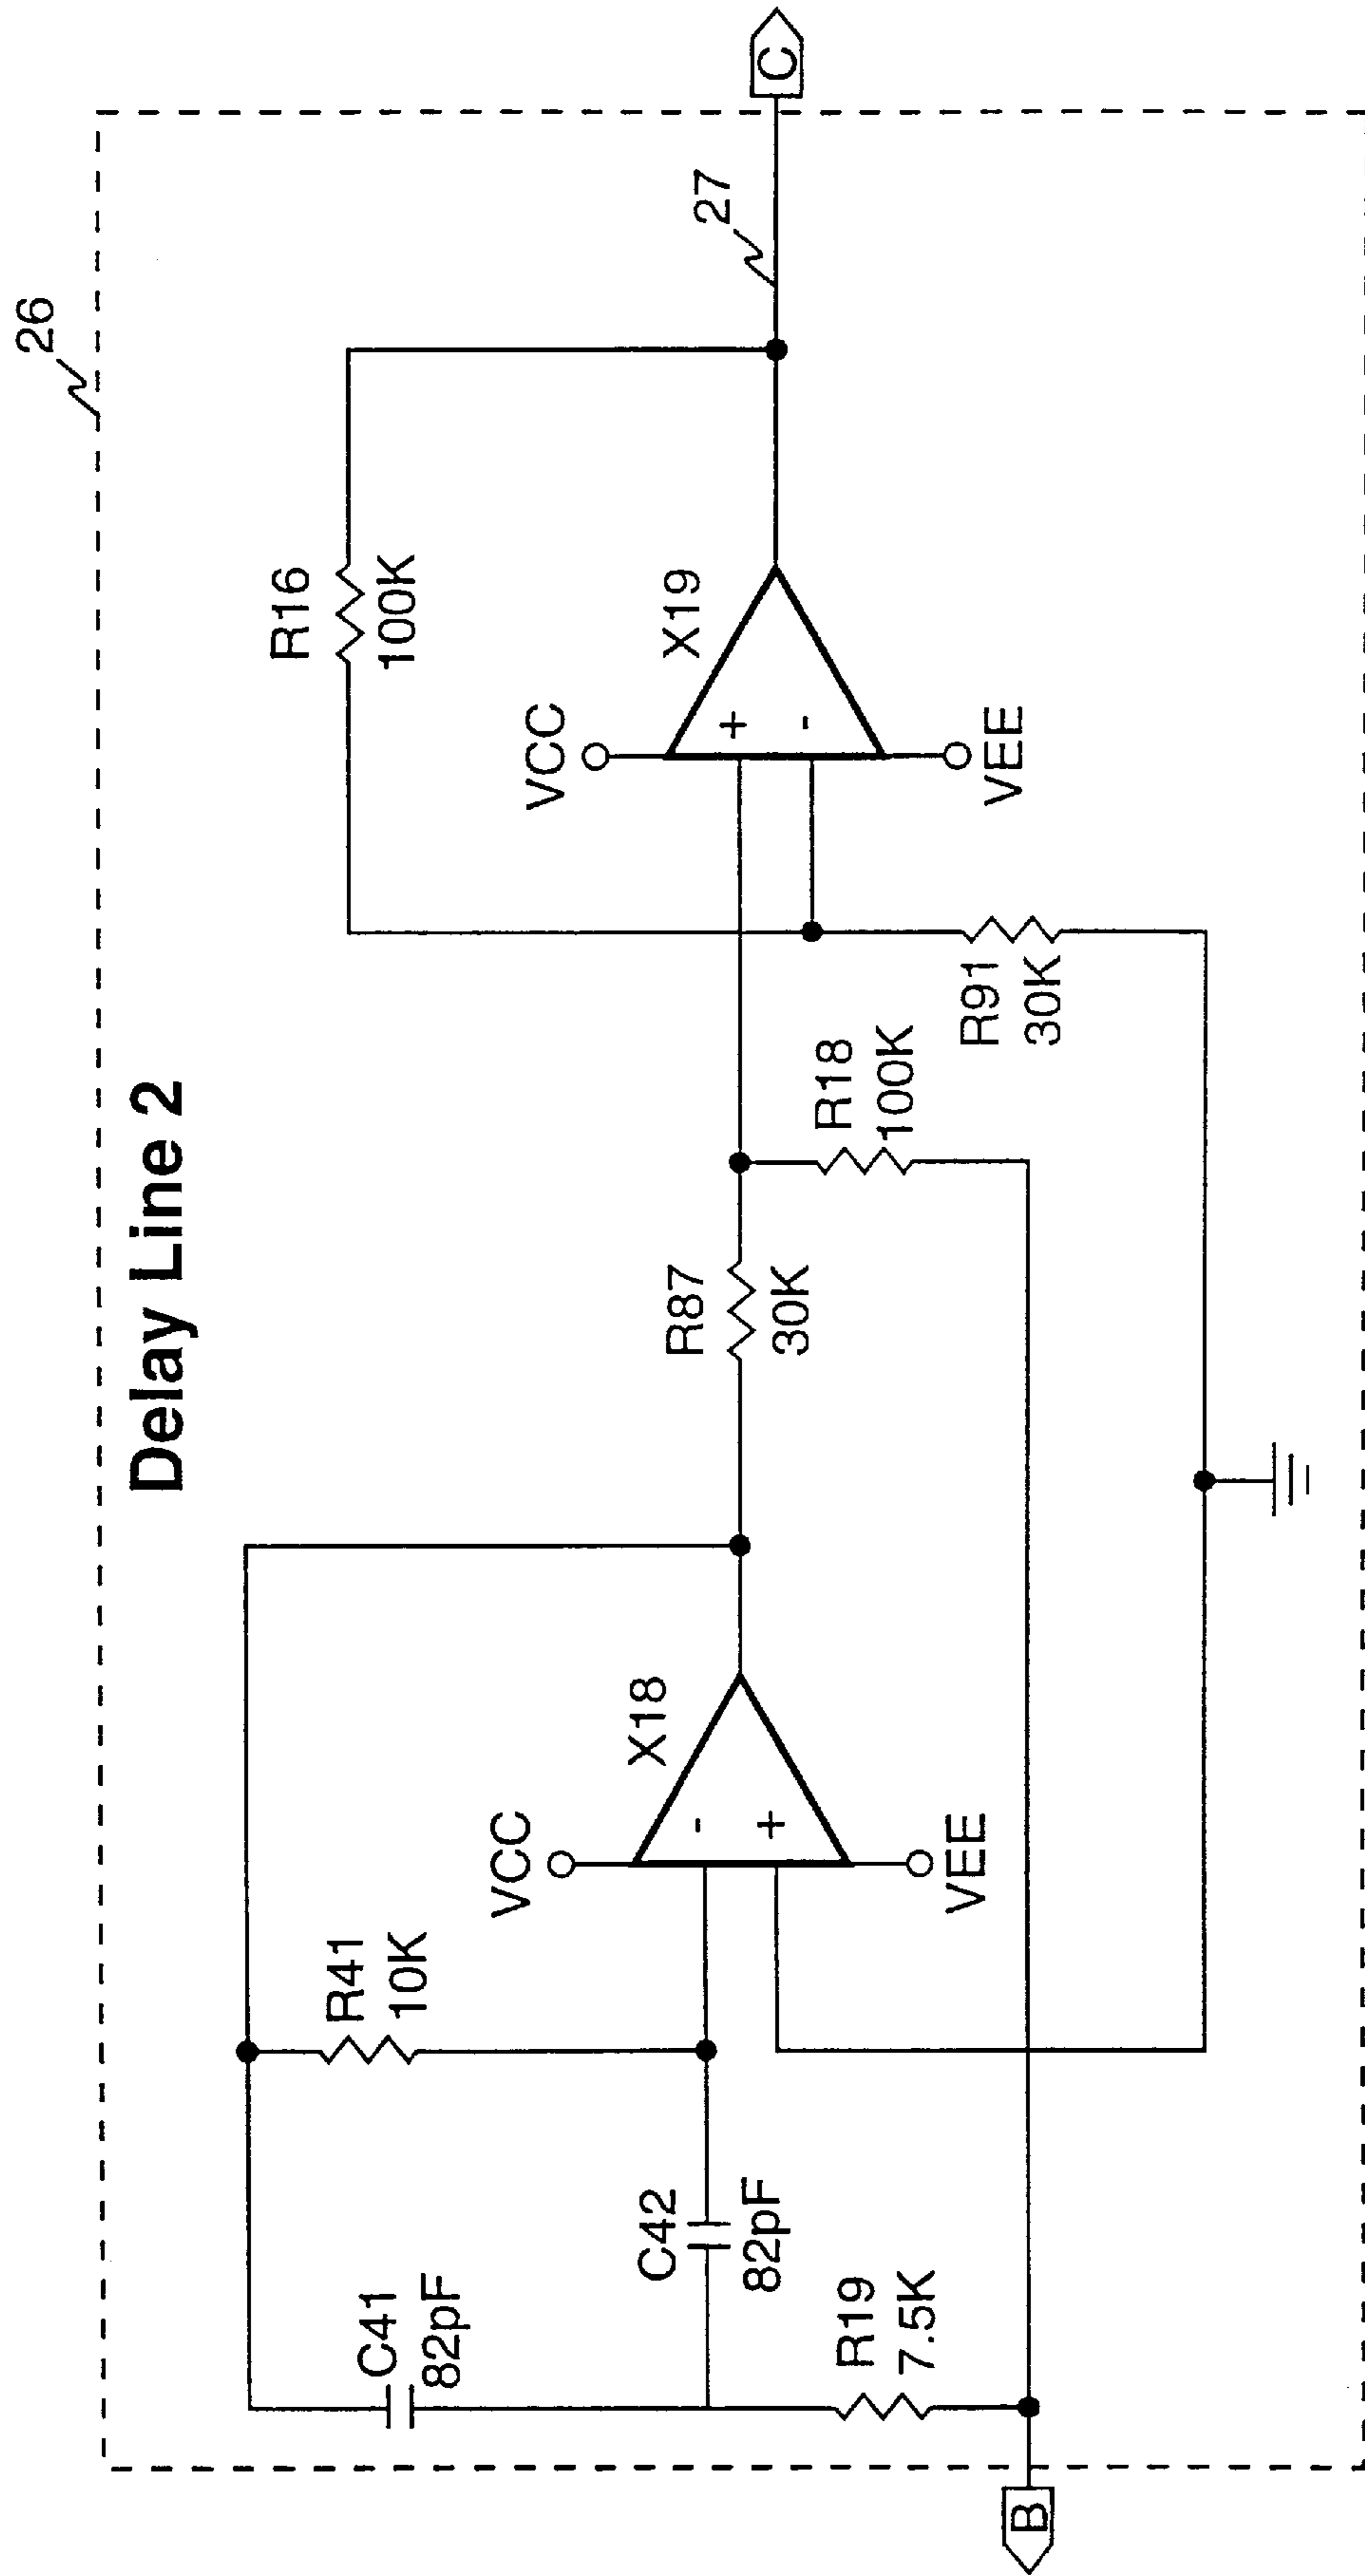 Delay Line 2
26
R16
100K
27
C
VCC
X19
+
-
VEE
R91
30K
R18
100K
R87
30K
X18
-
+
VCC
VEE
R41
10K
C41
82pF
C42
82pF
R19
7.5K
B